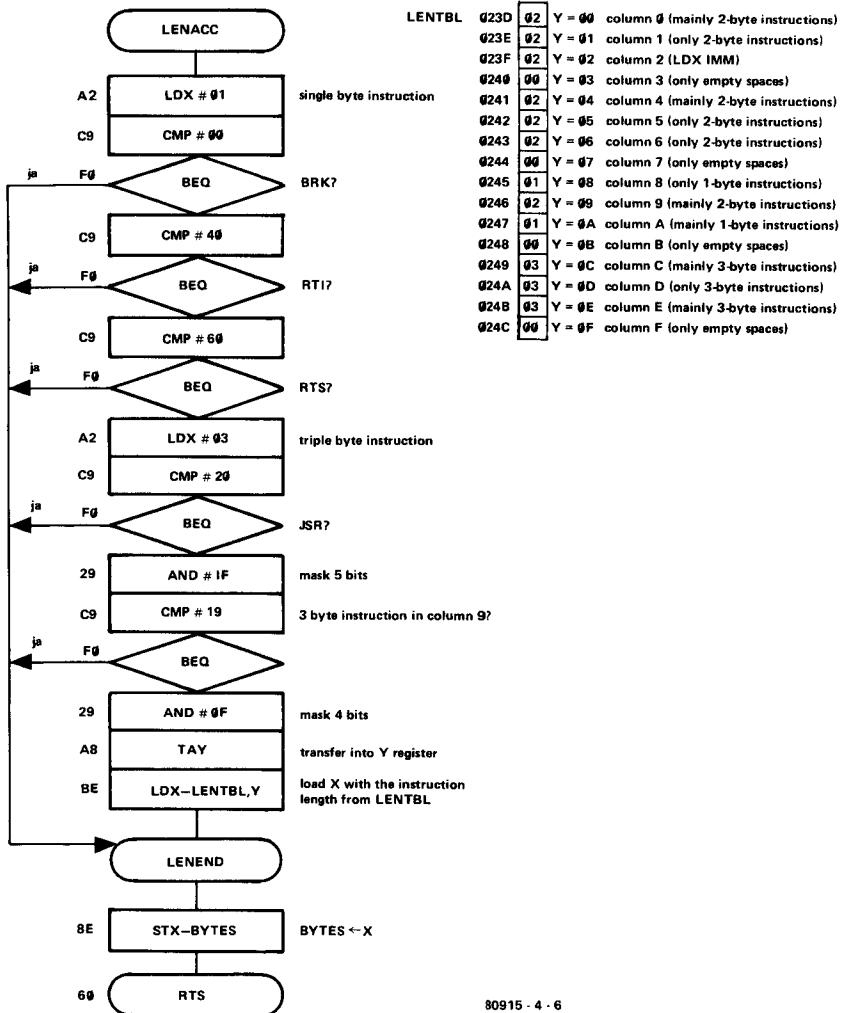 LENACC
A2 LDX # 01 single byte instruction
C9 CMP # 00
ja F0 BEQ BRK?
C9 CMP # 40
ja F0 BEQ RTI?
C9 CMP # 60
ja F0 BEQ RTS?
A2 LDX # 03 triple byte instruction
C9 CMP # 20
ja F0 BEQ JSR?
29 AND # IF mask 5 bits
C9 CMP # 19 3 byte instruction in column 9?
ja F0 BEQ
29 AND # 0F mask 4 bits
A8 TAY transfer into Y register
BE LDX–LENTBL,Y load X with the instruction
length from LENTBL
LENEND
8E STX–BYTES BYTES ← X
60 RTS
LENTBL 023D 02 Y = 00 column 0 (mainly 2-byte instructions)
023E 02 Y = 01 column 1 (only 2-byte instructions)
023F 02 Y = 02 column 2 (LDX IMM)
0240 00 Y = 03 column 3 (only empty spaces)
0241 02 Y = 04 column 4 (mainly 2-byte instructions)
0242 02 Y = 05 column 5 (only 2-byte instructions)
0243 02 Y = 06 column 6 (only 2-byte instructions)
0244 00 Y = 07 column 7 (only empty spaces)
0245 01 Y = 08 column 8 (only 1-byte instructions)
0246 02 Y = 09 column 9 (mainly 2-byte instructions)
0247 01 Y = 0A column A (mainly 1-byte instructions)
0248 00 Y = 0B column B (only empty spaces)
0249 03 Y = 0C column C (mainly 3-byte instructions)
024A 03 Y = 0D column D (only 3-byte instructions)
024B 03 Y = 0E column E (mainly 3-byte instructions)
024C 00 Y = 0F column F (only empty spaces)
80915 - 4 - 6